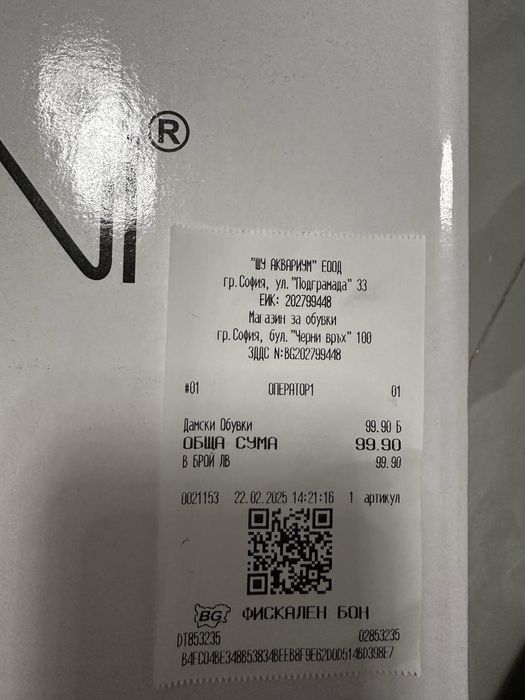 ®
"ШУ АКВАРИУМ" ЕООД
гр.София, ул."Подграмада" 33
ЕИК: 202799448
Магазин за обувки
гр.София, бул."Черни връх" 100
ЗДДС N:BG202799448
#01 ОПЕРАТОР1 01
Дамски Обувки 99.90 Б
ОБЩА СУМА 99.90
В БРОЙ ЛВ 99.90
0021153 22.02.2025 14:21:16 1 артикул
BG ФИСКАЛЕН БОН
DT853235 02853235
B4FC04BE348B53834BEEB8F9E62D0D514BD398E7